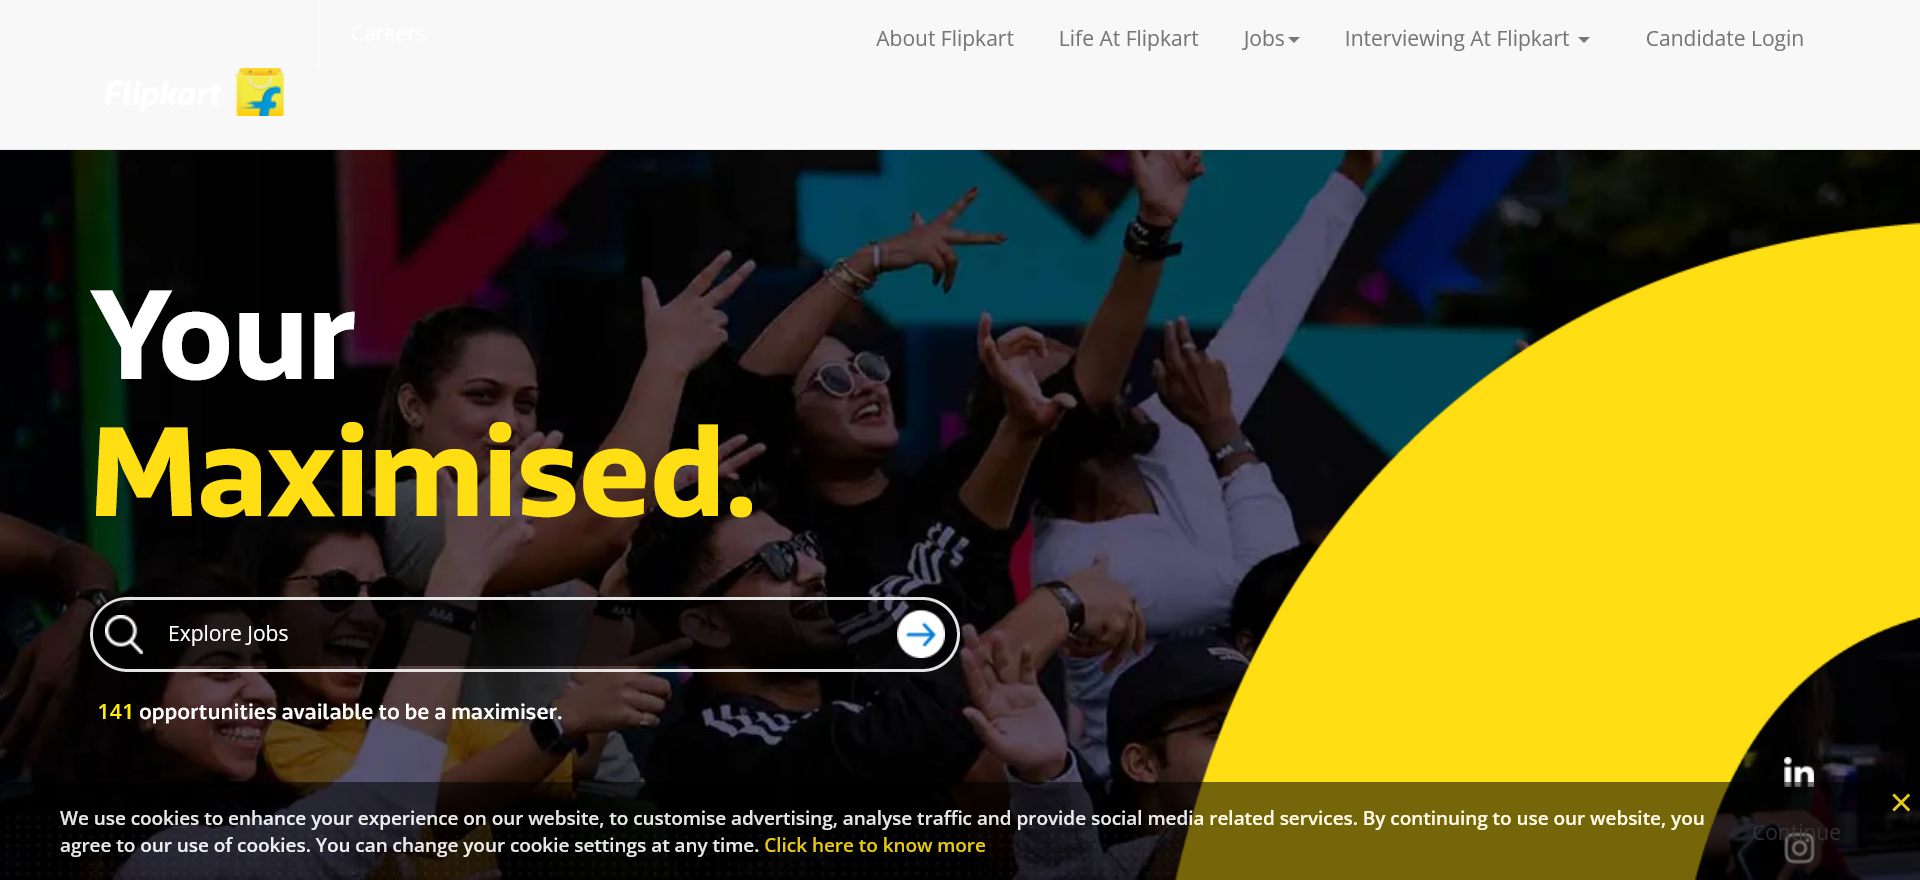 Careers
About Flipkart
Life At Flipkart
Jobs
Interviewing At Flipkart
Candidate Login
Flipkart
Your
Maximised.
Explore Jobs
141 opportunities available to be a maximiser.
in
We use cookies to enhance your experience on our website, to customise advertising, analyse traffic and provide social media related services. By continuing to use our website, you
agree to our use of cookies. You can change your cookie settings at any time. Click here to know more
Continue